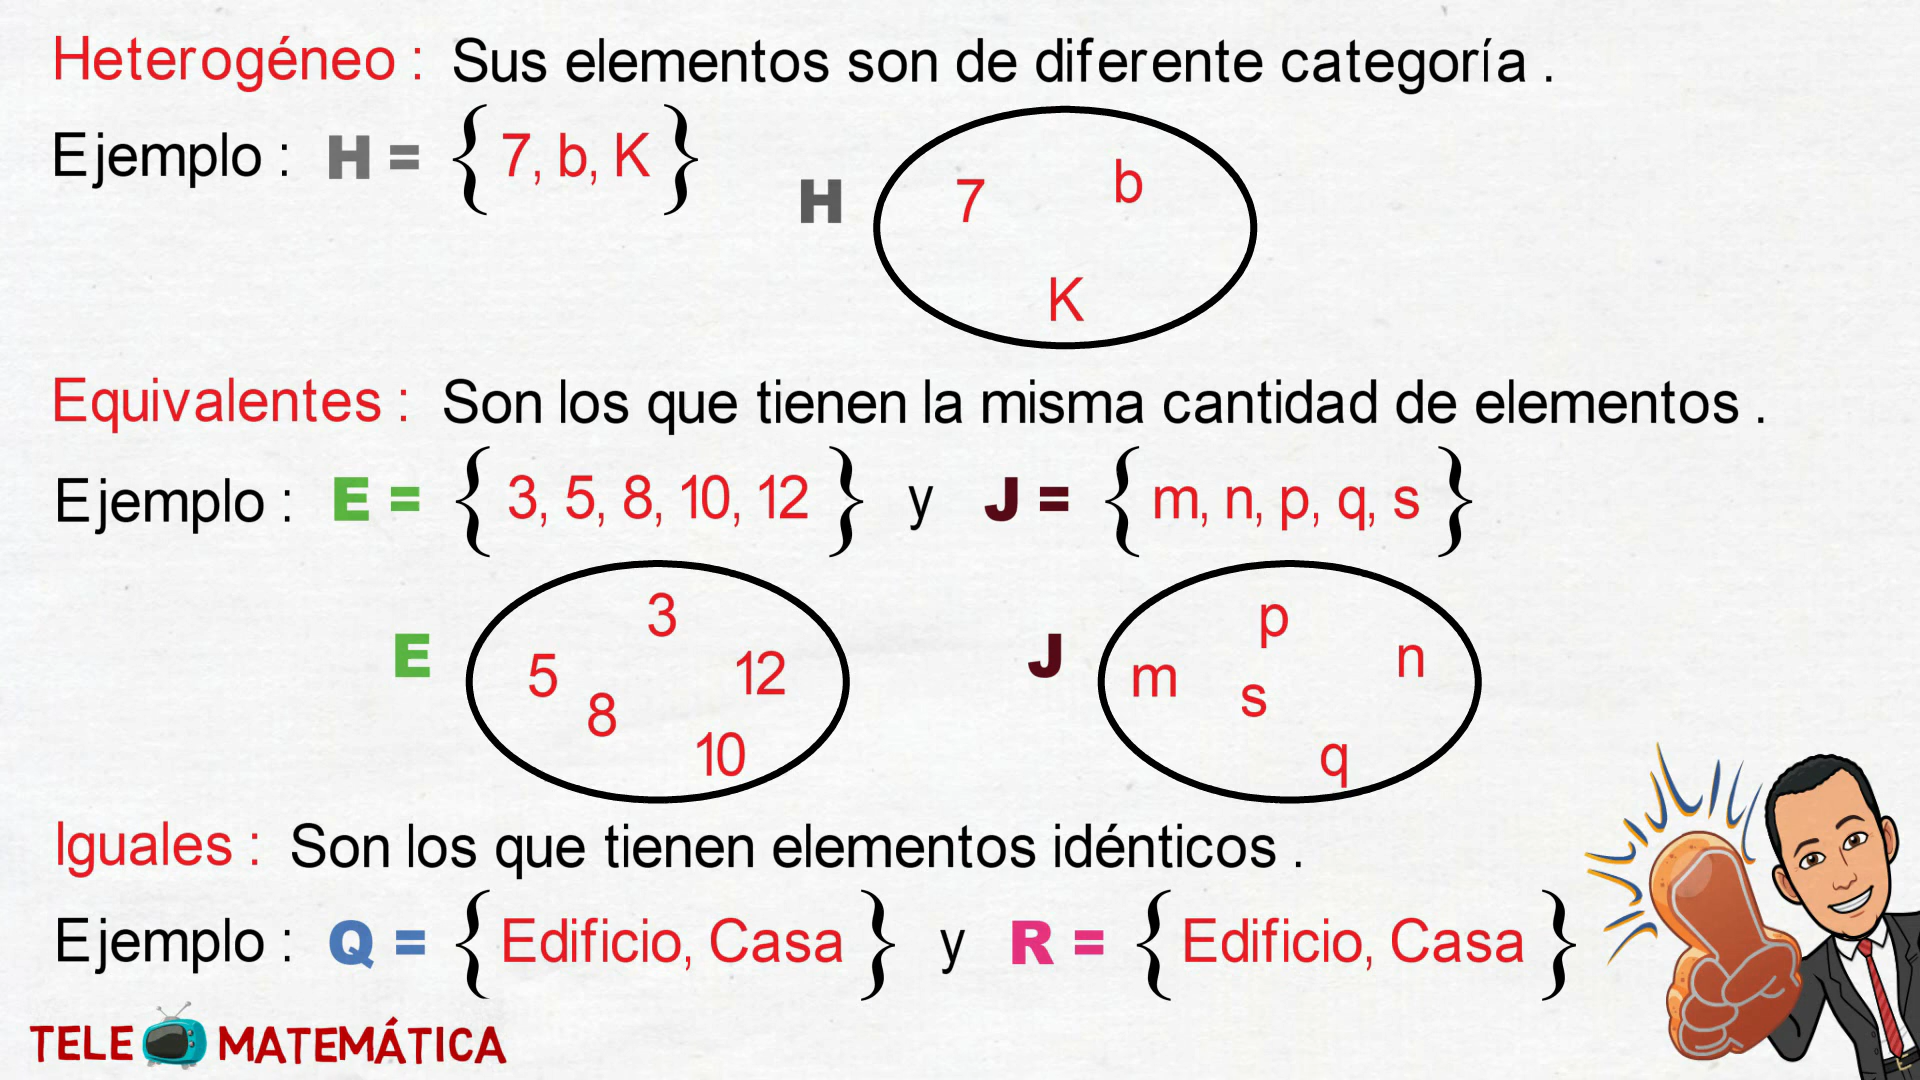 Heterogéneo : Sus elementos son de diferente categoría .
Ejemplo : H = { 7, b, K }
H
7 b
K
Equivalentes : Son los que tienen la misma cantidad de elementos .
Ejemplo : E = { 3, 5, 8, 10, 12 } y J = { m, n, p, q, s }
E
3
5 12
8
10
J
p
m n
s
q
Iguales : Son los que tienen elementos idénticos .
Ejemplo : Q = { Edificio, Casa } y R = { Edificio, Casa }
TELE MATEMÁTICA